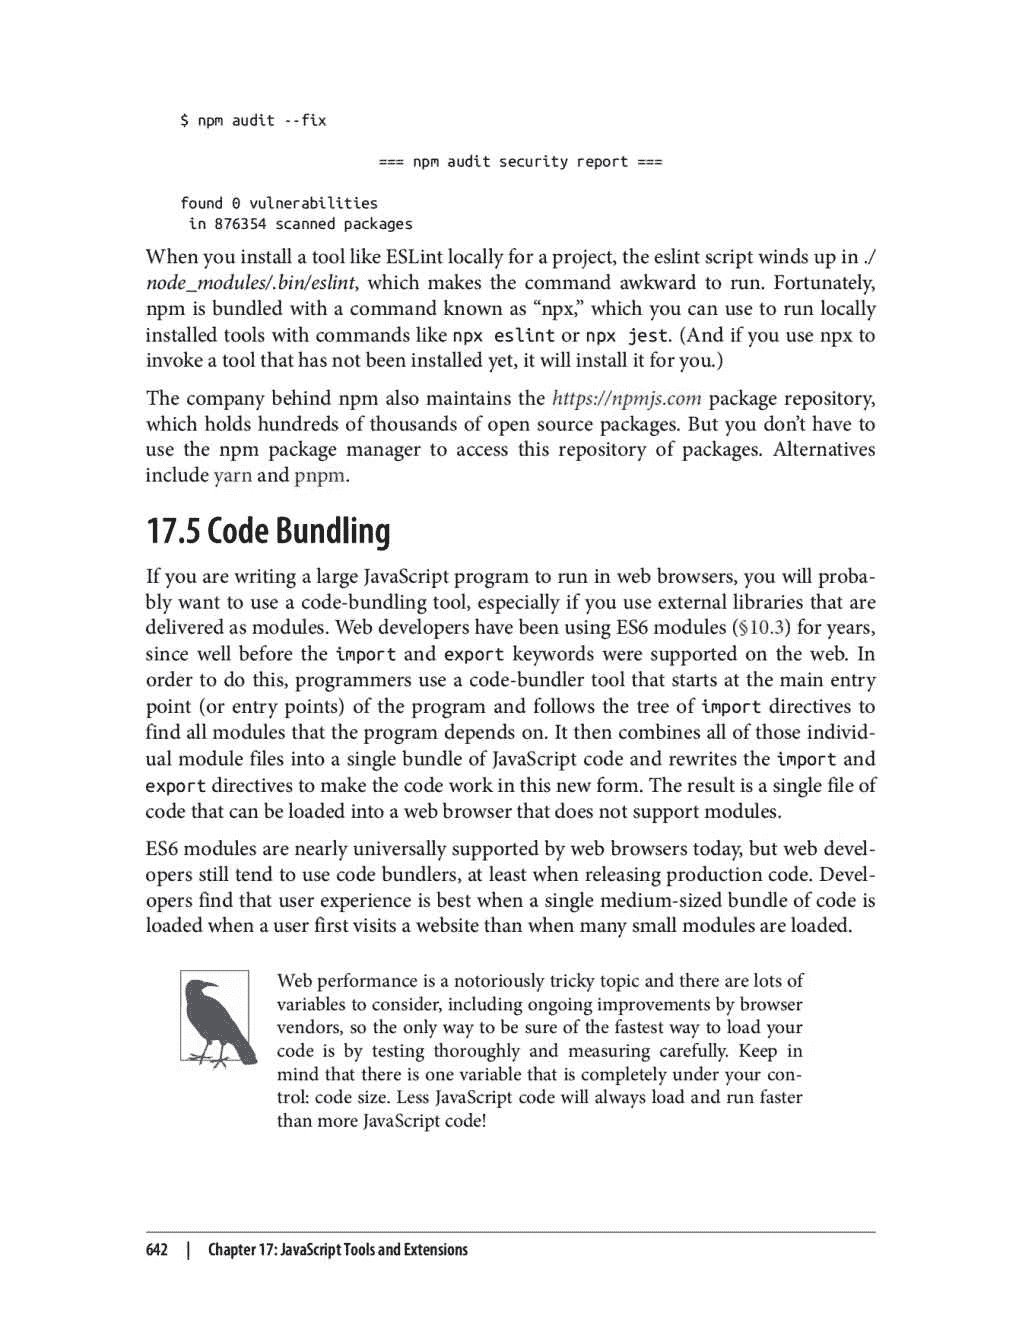 $ npm audit --fix
=== npm audit security report ===
found 0 vulnerabilities
in 876354 scanned packages
When you install a tool like ESLint locally for a project, the eslint script winds up in ./
node_modules/.bin/eslint, which makes the command awkward to run. Fortunately,
npm is bundled with a command known as “npx,” which you can use to run locally
installed tools with commands like npx eslint or npx jest. (And if you use npx to
invoke a tool that has not been installed yet, it will install it for you.)
The company behind npm also maintains the https://npmjs.com package repository,
which holds hundreds of thousands of open source packages. But you don’t have to
use the npm package manager to access this repository of packages. Alternatives
include yarn and pnpm.
17.5 Code Bundling
If you are writing a large JavaScript program to run in web browsers, you will proba-
bly want to use a code-bundling tool, especially if you use external libraries that are
delivered as modules. Web developers have been using ES6 modules (§10.3) for years,
since well before the import and export keywords were supported on the web. In
order to do this, programmers use a code-bundler tool that starts at the main entry
point (or entry points) of the program and follows the tree of import directives to
find all modules that the program depends on. It then combines all of those individ-
ual module files into a single bundle of JavaScript code and rewrites the import and
export directives to make the code work in this new form. The result is a single file of
code that can be loaded into a web browser that does not support modules.
ES6 modules are nearly universally supported by web browsers today, but web devel-
opers still tend to use code bundlers, at least when releasing production code. Devel-
opers find that user experience is best when a single medium-sized bundle of code is
loaded when a user first visits a website than when many small modules are loaded.
Web performance is a notoriously tricky topic and there are lots of
variables to consider, including ongoing improvements by browser
vendors, so the only way to be sure of the fastest way to load your
code is by testing thoroughly and measuring carefully. Keep in
mind that there is one variable that is completely under your con-
trol: code size. Less JavaScript code will always load and run faster
than more JavaScript code!
642 | Chapter 17: JavaScript Tools and Extensions